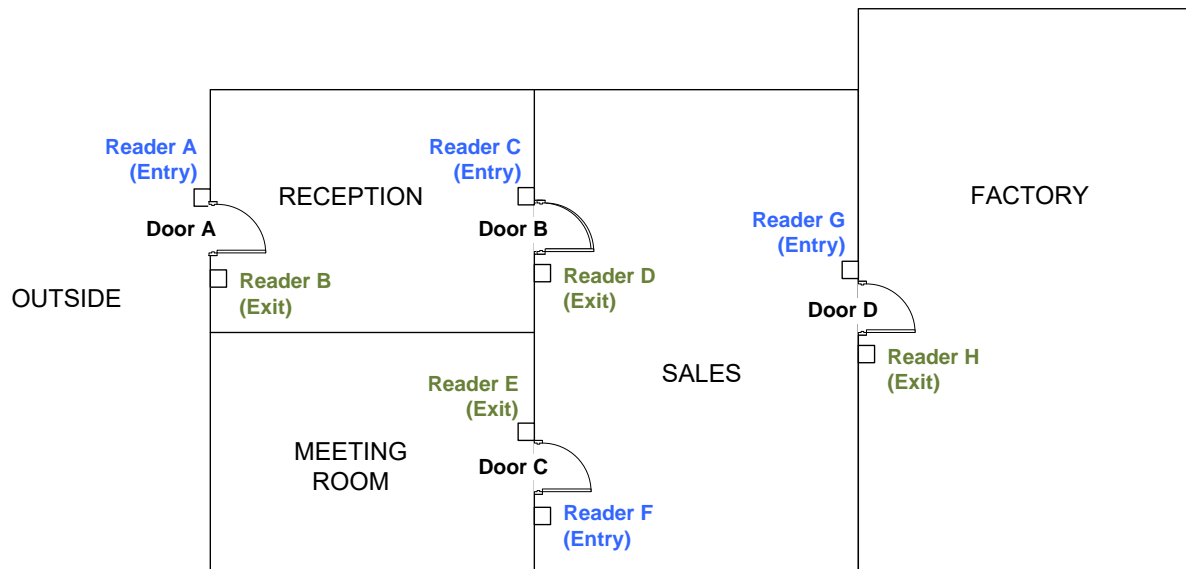 Reader A
(Entry)
Reader C
(Entry)
RECEPTION
FACTORY
Door A
Door B
Reader G
(Entry)
Reader B
(Exit)
Reader D
(Exit)
OUTSIDE
Door D
SALES
Reader H
(Exit)
Reader E
(Exit)
MEETING
ROOM
Door C
Reader F
(Entry)